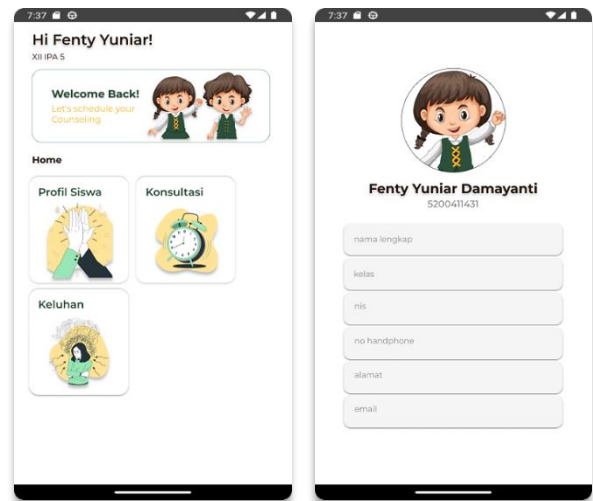 7:37
Hi Fenty Yuniar!
XII IPA 5
Welcome Back!
Let's schedule your
Counseling
Home
Profil Siswa
Konsultasi
Keluhan
7:37
Fenty Yuniar Damayanti
5200411431
nama lengkap
kelas
nis
no handphone
alamat
email